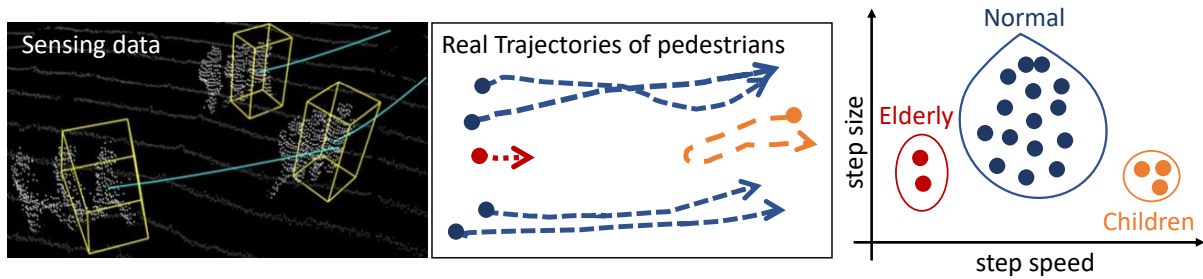 Sensing data
Real Trajectories of pedestrians
Normal
Elderly
Children
step size
step speed